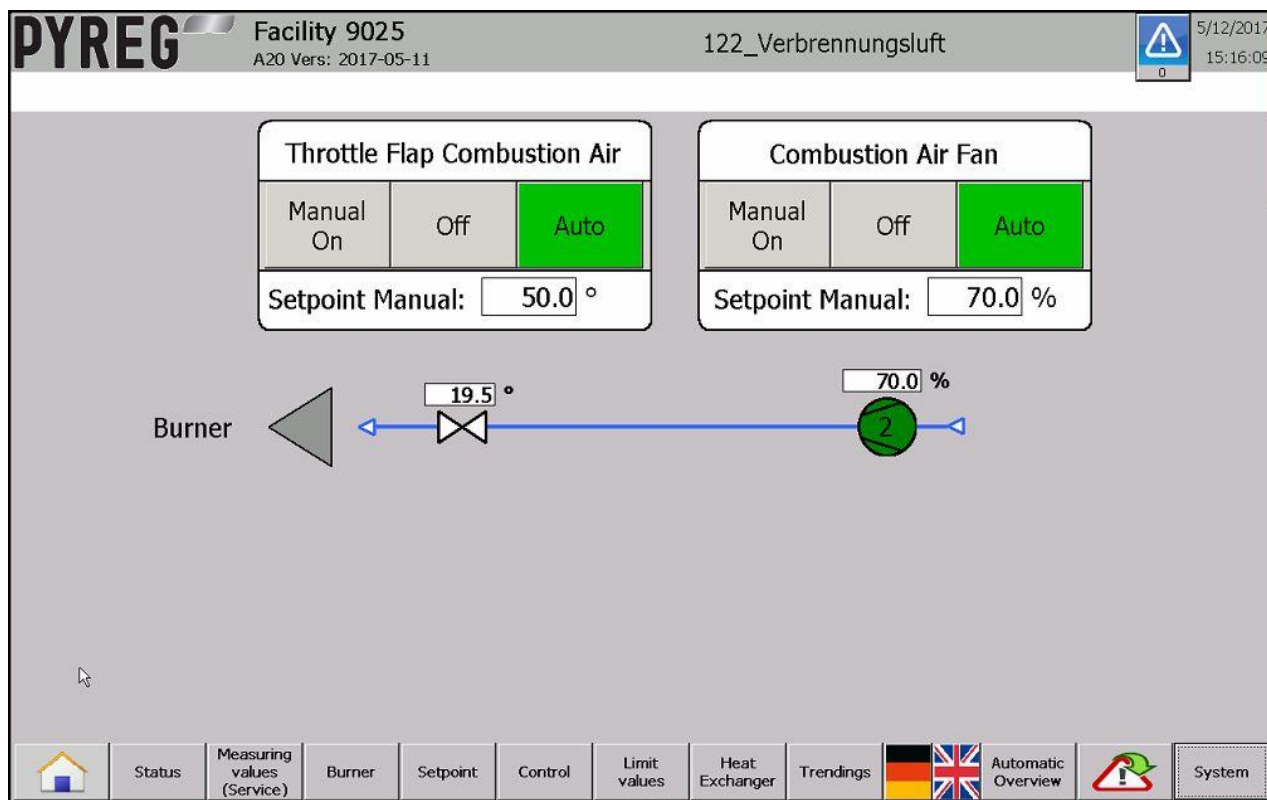 PYREG
Facility 9025
A20 Vers: 2017-05-11
122_Verbrennungsluft
0
5/12/2017
15:16:09
Throttle Flap Combustion Air
Manual
On
Off
Auto
Setpoint Manual: 50.0 °
Combustion Air Fan
Manual
On
Off
Auto
Setpoint Manual: 70.0 %
19.5 °
70.0 %
Burner
2
Status
Measuring
values
(Service)
Burner
Setpoint
Control
Limit
values
Heat
Exchanger
Trendings
Automatic
Overview
System